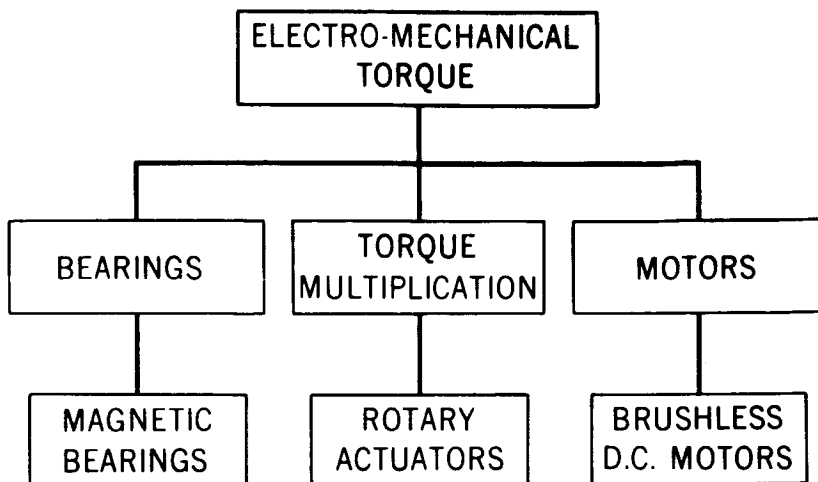 ELECTRO-MECHANICAL
TORQUE
BEARINGS
TORQUE
MULTIPLICATION
MOTORS
MAGNETIC
BEARINGS
ROTARY
ACTUATORS
BRUSHLESS
D.C. MOTORS